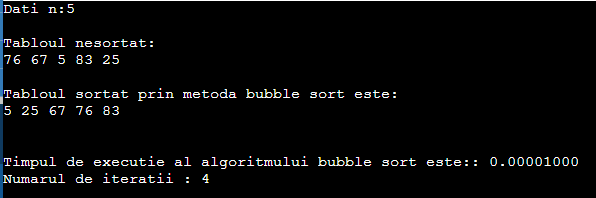 Dati n:5
Tabloul nesortat:
76 67 5 83 25
Tabloul sortat prin metoda bubble sort este:
5 25 67 76 83
Timpul de executie al algoritmului bubble sort este:: 0.00001000
Numarul de iteratii : 4